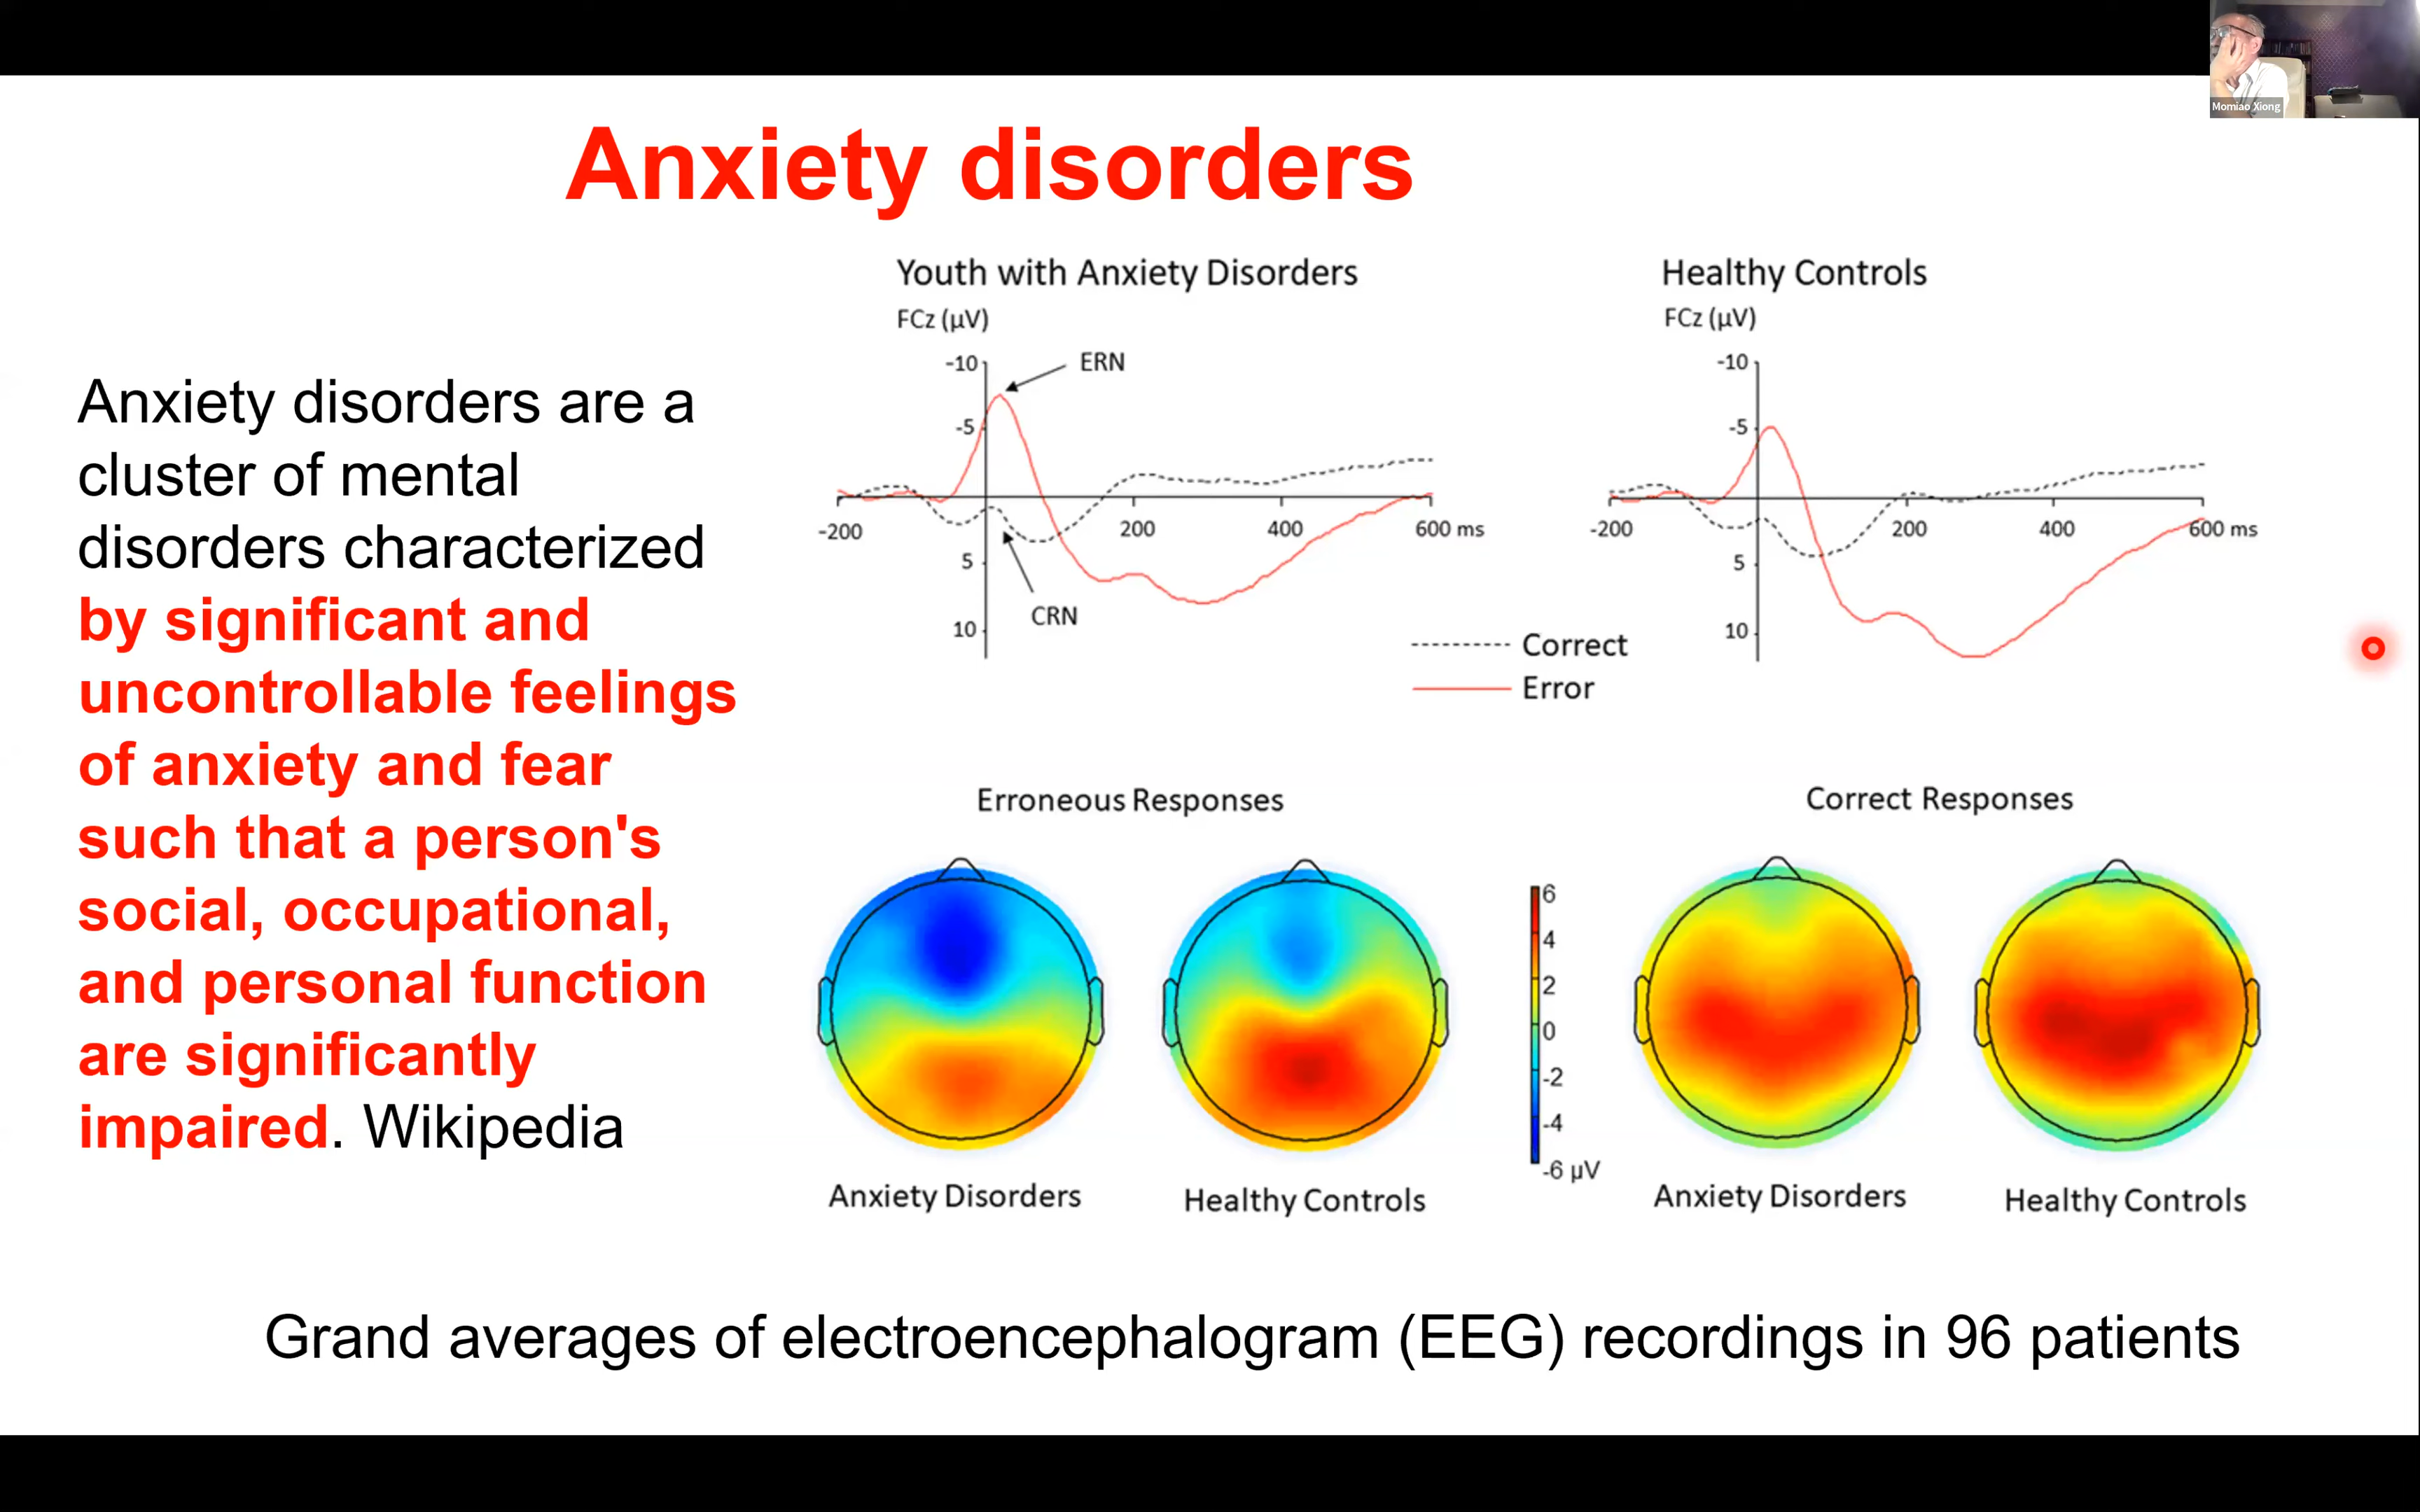 Momiao Xiong
Anxiety disorders
Anxiety disorders are a
cluster of mental
disorders characterized
by significant and
uncontrollable feelings
of anxiety and fear
such that a person's
social, occupational,
and personal function
are significantly
impaired. Wikipedia
Youth with Anxiety Disorders
FCz (µV)
-10
ERN
-5
-200
200
400
600 ms
5
CRN
10
Healthy Controls
FCz (µV)
-10
-5
-200
200
400
600 ms
5
10
Correct
Error
Erroneous Responses
Correct Responses
6
4
2
0
-2
-4
-6 µV
Anxiety Disorders
Healthy Controls
Anxiety Disorders
Healthy Controls
Grand averages of electroencephalogram (EEG) recordings in 96 patients